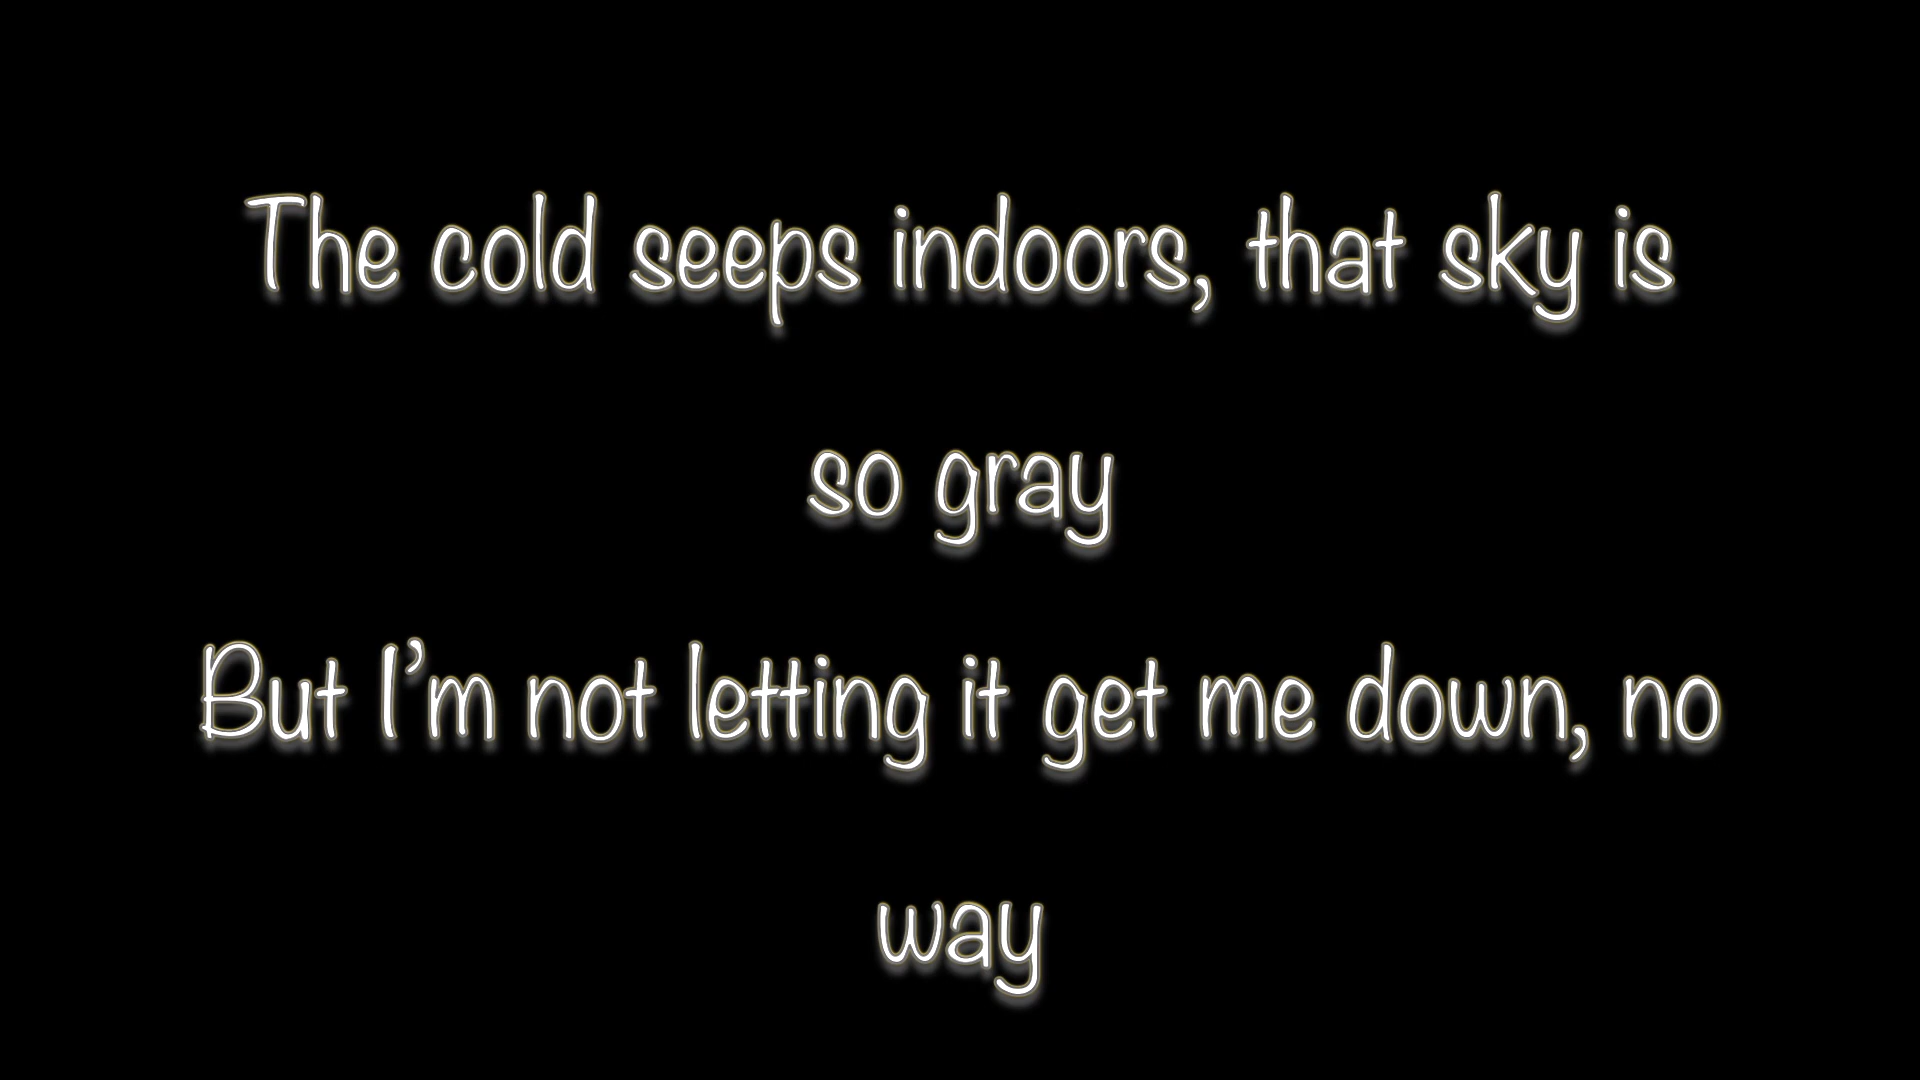 The cold seeps indoors, that sky is
so gray
But I’m not letting it get me down, no
way